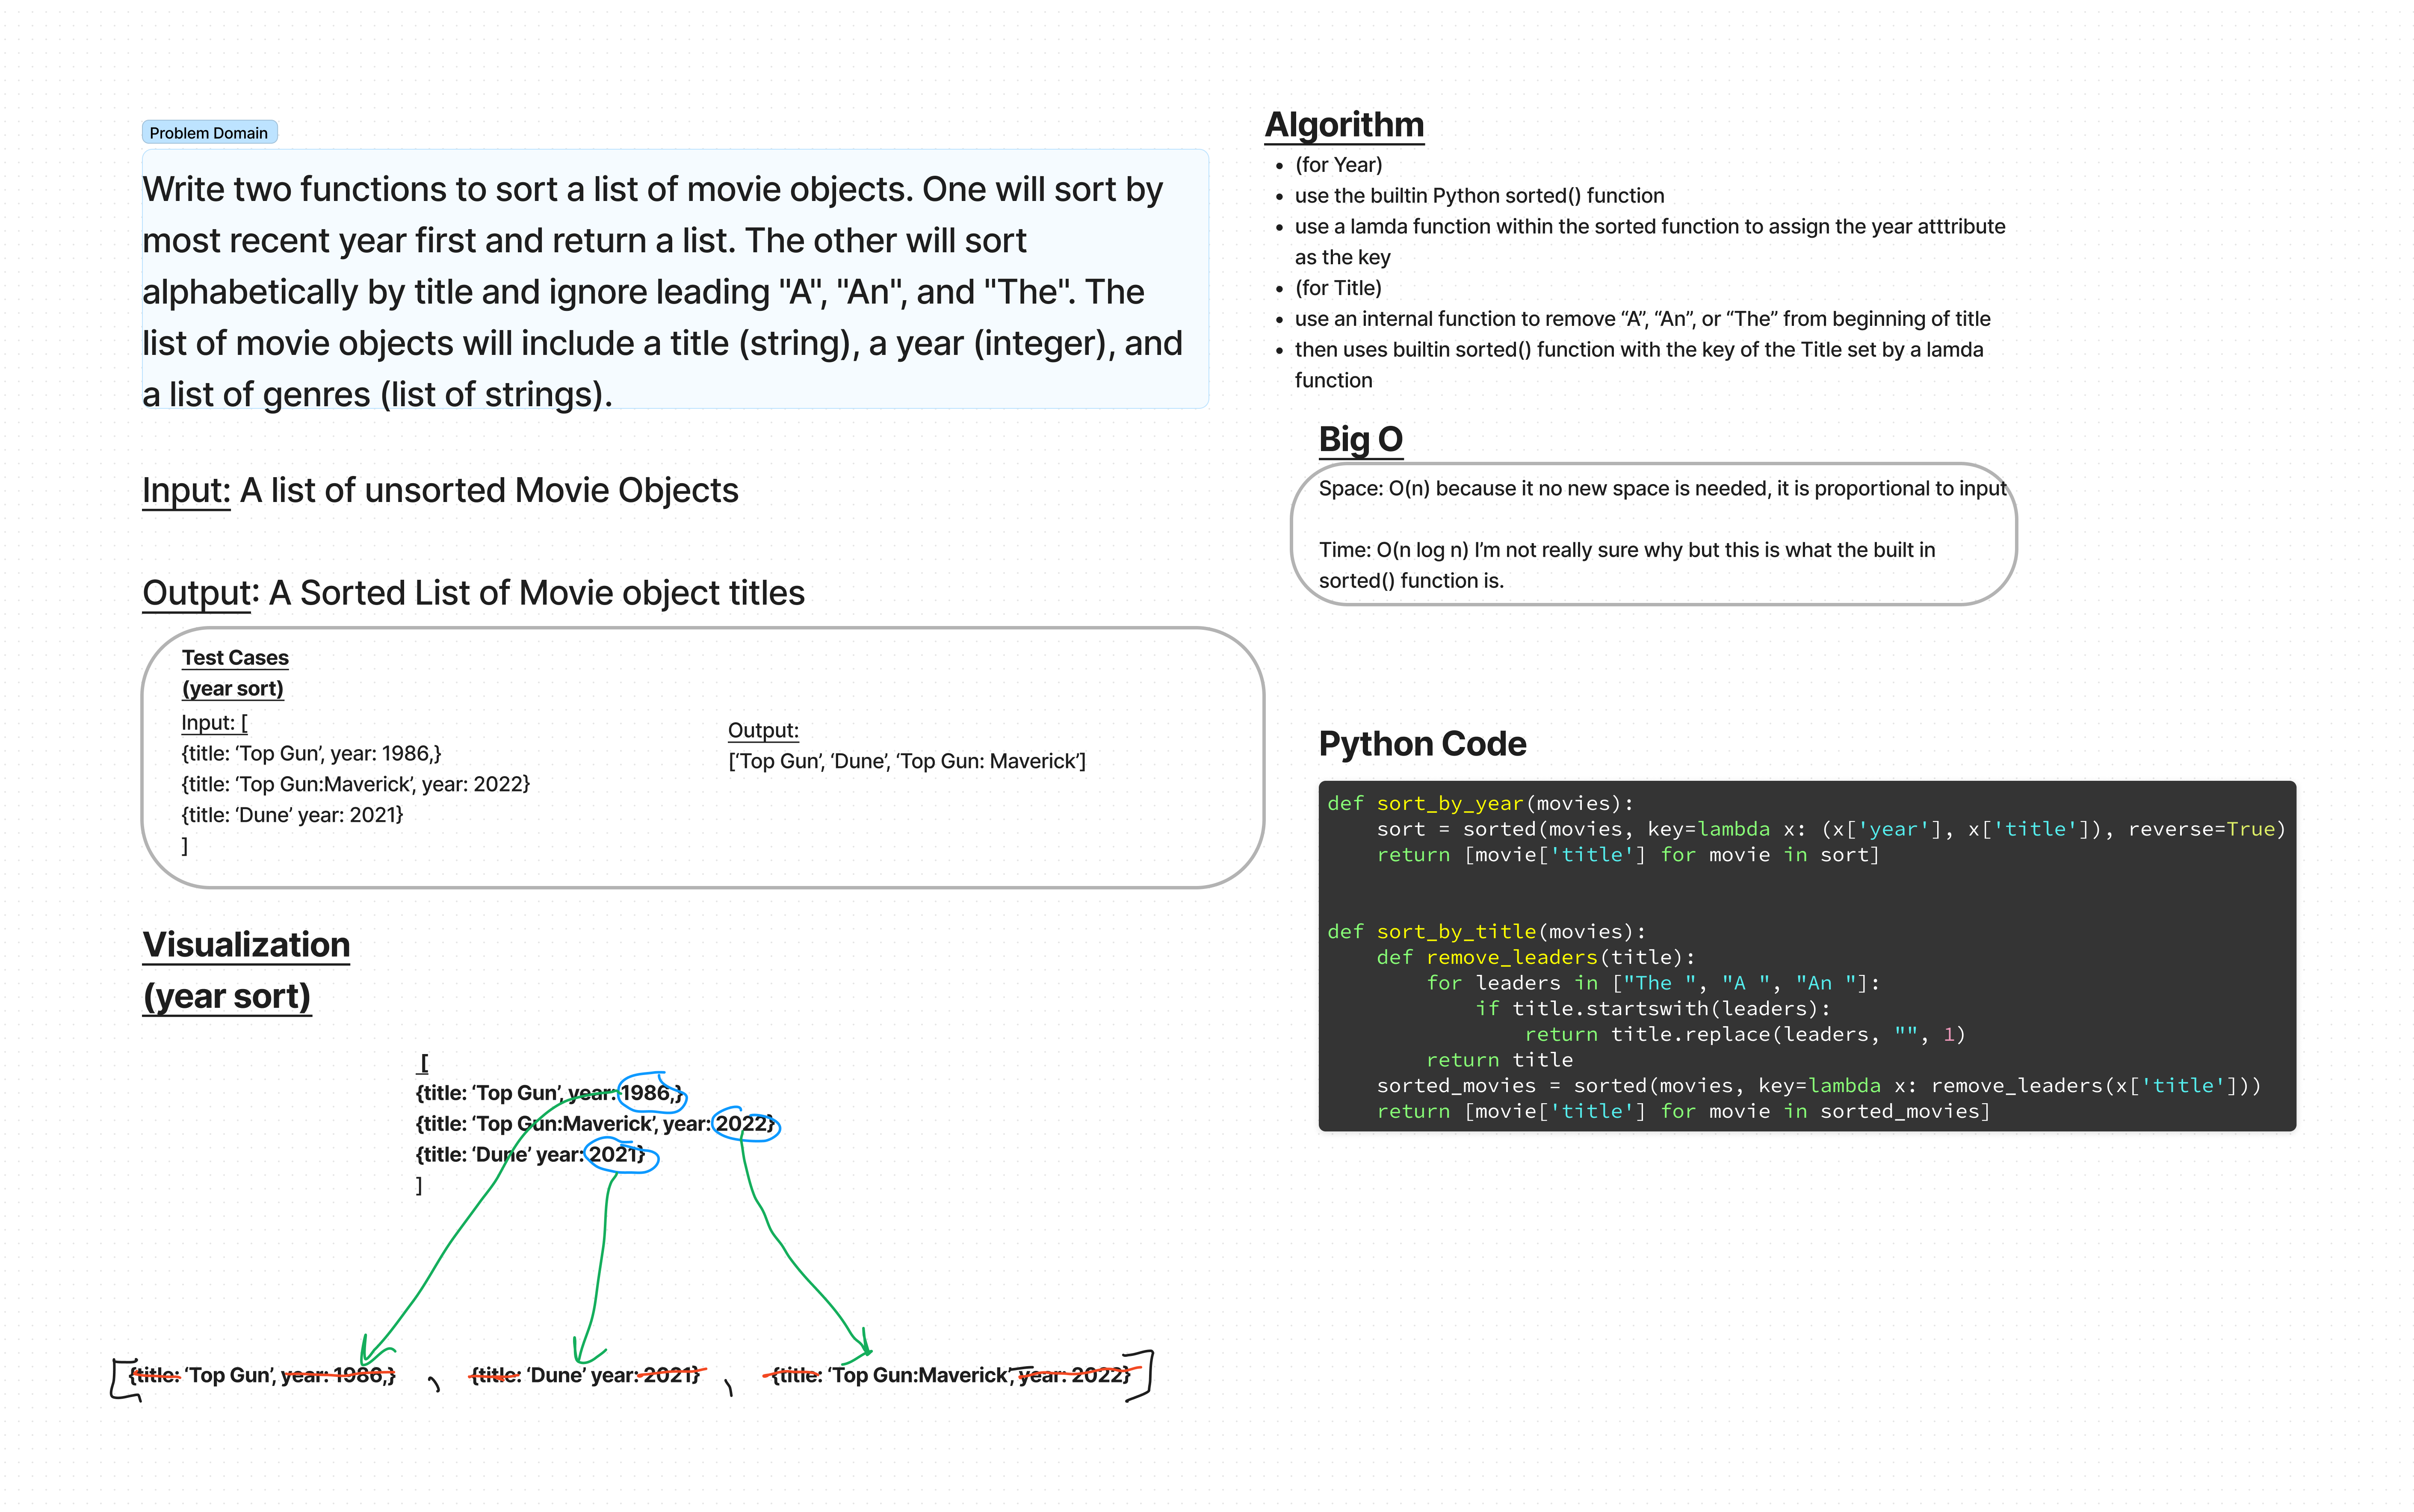 Problem Domain
Write two functions to sort a list of movie objects. One will sort by
most recent year first and return a list. The other will sort
alphabetically by title and ignore leading "A", "An", and "The". The
list of movie objects will include a title (string), a year (integer), and
a list of genres (list of strings).
Input: A list of unsorted Movie Objects
Output: A Sorted List of Movie object titles
Test Cases
(year sort)
Input: [
{title: ‘Top Gun’, year: 1986,}
{title: ‘Top Gun:Maverick’, year: 2022}
{title: ‘Dune’ year: 2021}
]
Output:
[‘Top Gun’, ‘Dune’, ‘Top Gun: Maverick’]
Visualization
(year sort)
[
{title: ‘Top Gun’, year: 1986,}
{title: ‘Top Gun:Maverick’, year: 2022}
{title: ‘Dune’ year: 2021}
]
[{title: ‘Top Gun’, year: 1986,} , {title: ‘Dune’ year: 2021} , {title: ‘Top Gun:Maverick’, year: 2022}]
Algorithm
• (for Year)
• use the builtin Python sorted() function
• use a lamda function within the sorted function to assign the year atttribute
as the key
• (for Title)
• use an internal function to remove “A”, “An”, or “The” from beginning of title
• then uses builtin sorted() function with the key of the Title set by a lamda
function
Big O
Space: O(n) because it no new space is needed, it is proportional to input
Time: O(n log n) I’m not really sure why but this is what the built in
sorted() function is.
Python Code
def sort_by_year(movies):
    sort = sorted(movies, key=lambda x: (x['year'], x['title']), reverse=True)
    return [movie['title'] for movie in sort]
def sort_by_title(movies):
    def remove_leaders(title):
        for leaders in ["The ", "A ", "An "]:
            if title.startswith(leaders):
                return title.replace(leaders, "", 1)
        return title
    sorted_movies = sorted(movies, key=lambda x: remove_leaders(x['title']))
    return [movie['title'] for movie in sorted_movies]